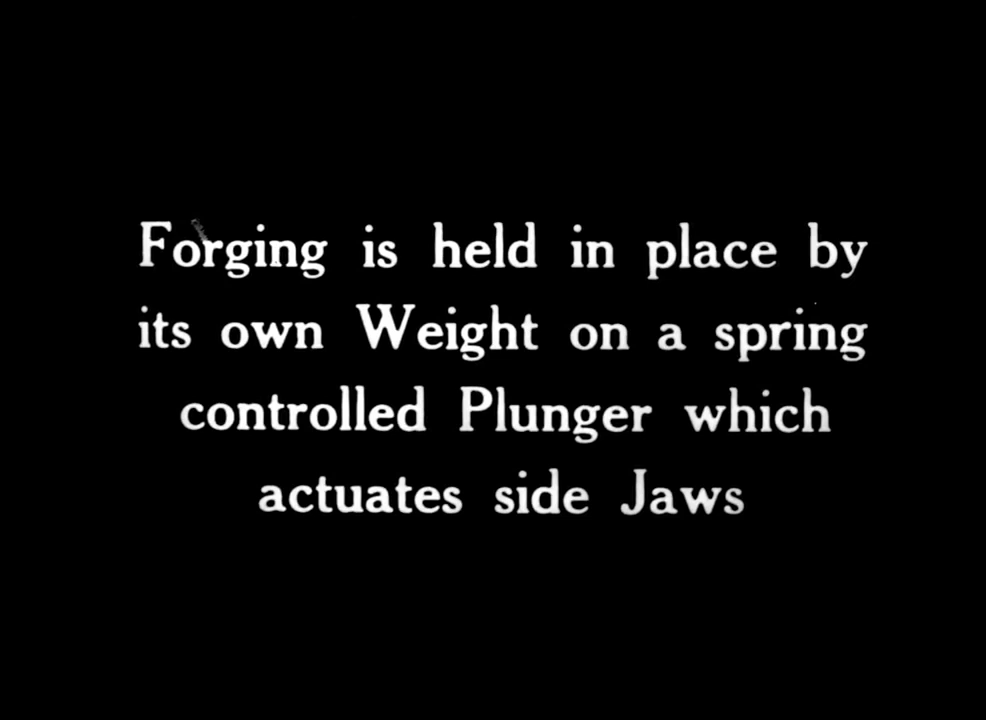 Forging is held in place by
its own Weight on a spring
controlled Plunger which
actuates side Jaws